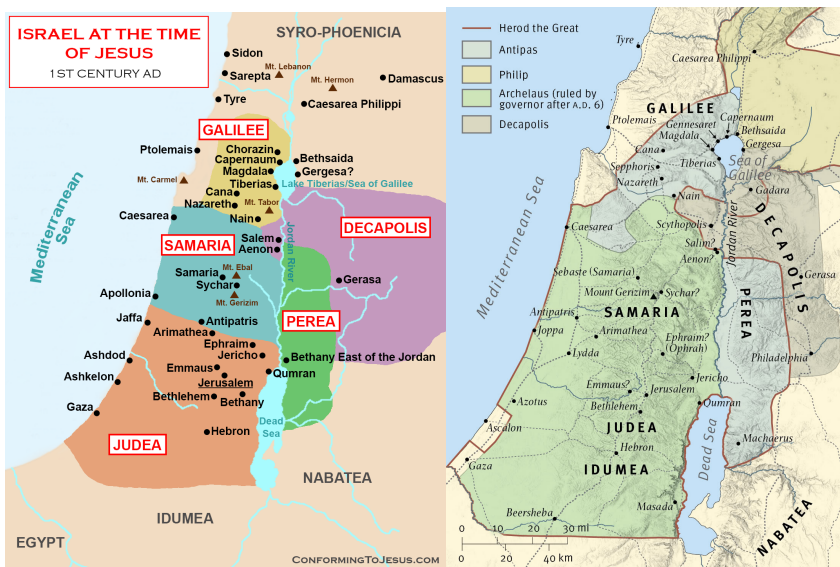 ISRAEL AT THE TIME
OF JESUS
1ST CENTURY AD
SYRO-PHOENICIA
Sidon
Mt. Lebanon
Sarepta
Mt. Hermon
Damascus
Tyre
Caesarea Philippi
GALILEE
Ptolemais
Chorazin
Capernaum
Bethsaida
Magdala
Gergesa?
Mt. Carmel
Tiberias
Lake Tiberias/Sea of Galilee
Cana
Mt. Tabor
Nazareth
Caesarea
Nain
Mediterranean
Sea
DECAPOLIS
SAMARIA
Salem
Aenon
Jordan River
Mt. Ebal
Samaria
Sychar
Gerasa
Mt. Gerizim
Apollonia
Jaffa
Antipatris
PEREA
Arimathea
Ephraim
Jericho
Bethany East of the Jordan
Ashdod
Emmaus
Qumran
Ashkelon
Jerusalem
Bethlehem
Bethany
Gaza
Dead
Sea
Hebron
JUDEA
NABATEA
IDUMEA
EGYPT
CONFORMINGTOJESUS.COM
Herod the Great
Antipas
Philip
Archelaus (ruled by
governor after A.D. 6)
Decapolis
Tyre
Caesarea Philippi
GALILEE
Capernaum
Gennesaret
Ptolemais
Magdala
Bethsaida
Gergesa
Cana
Tiberias
Sea of
Galilee
Sepphoris
Nazareth
Gadara
Nain
Mediterranean Sea
Caesarea
Scythopolis
Jordan River
DECAPOLIS
Salim?
Aenon?
Sebaste (Samaria)
Gerasa
Mount Gerizim
Sychar?
PEREA
Antipatris
SAMARIA
Joppa
Arimathea
Ephraim?
(Ophrah)
Lydda
Philadelphia
Jericho
Emmaus?
Jerusalem
Azotus
Qumran
Bethlehem
Ascalon
JUDEA
Dead Sea
Machaerus
Hebron
Gaza
IDUMEA
Masada
Beersheba
NABATEA
0 10 20 30 mi
0 20 40 km